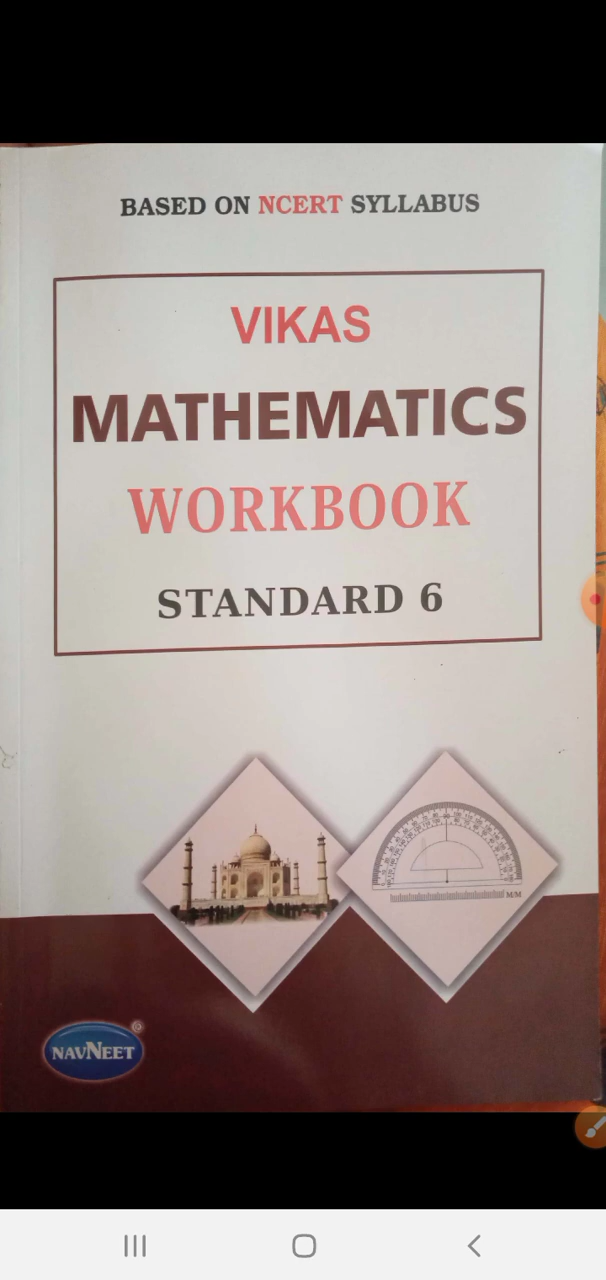 BASED ON NCERT SYLLABUS
VIKAS
MATHEMATICS
WORKBOOK
STANDARD 6
M/M
NAVNEET
®